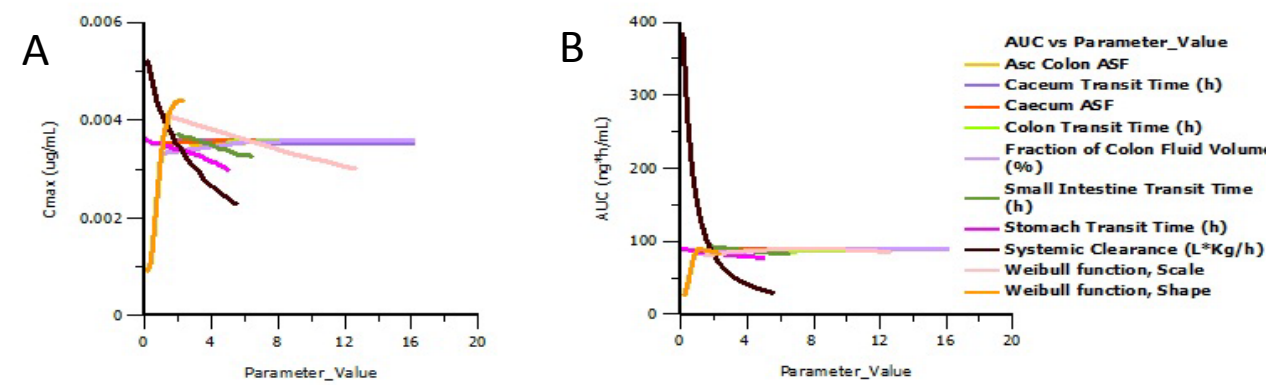 A
Cmax (ug/mL)
0.006
0.004
0.002
0
0 4 8 12 16 20
Parameter_Value
B
AUC (ng*h/mL)
400
300
200
100
0
0 4 8 12 16 20
Parameter_Value
AUC vs Parameter_Value
Asc Colon ASF
Caceum Transit Time (h)
Caecum ASF
Colon Transit Time (h)
Fraction of Colon Fluid Volume
(%)
Small Intestine Transit Time
(h)
Stomach Transit Time (h)
Systemic Clearance (L*Kg/h)
Weibull function, Scale
Weibull function, Shape